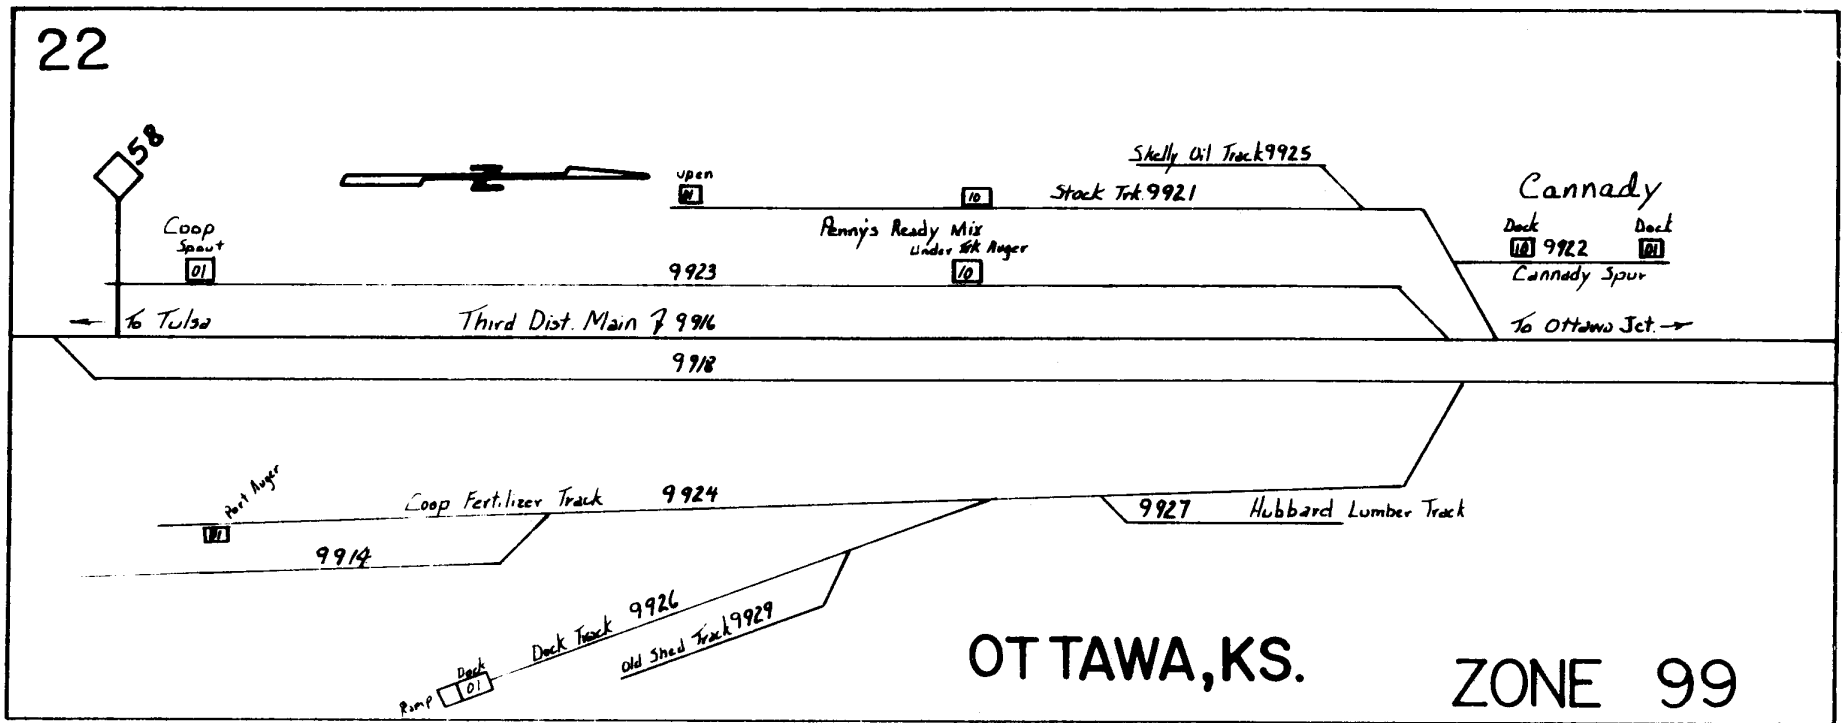 22
58
N
Skelly Oil Track 9925
open
01
10
Stock Trk. 9921
Cannady
Coop
Spout
01
Penny's Ready Mix
Under Trk Auger
10
Dock
10
9922
Dock
01
Cannady Spur
9923
To Tulsa
Third Dist. Main 9916
To Ottawa Jct.
9918
Port Auger
01
Coop Fertilizer Track 9924
9927 Hubbard Lumber Track
9914
Dock Track 9926
Old Shed Track 9929
Ramp
Dock
01
OTTAWA, KS.
ZONE 99